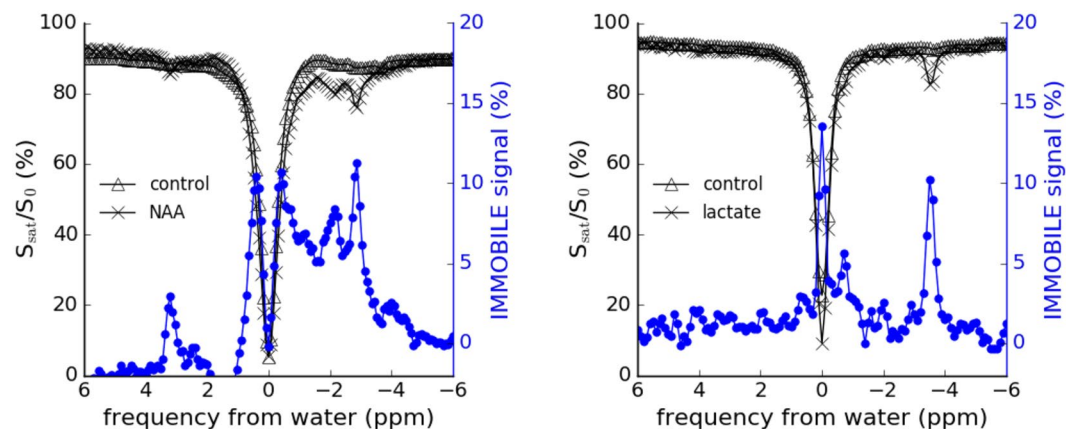 100
80
60
40
20
0
S_sat/S_0 (%)
control
NAA
20
15
10
5
0
IMMOBILE signal (%)
6 4 2 0 −2 −4 −6
frequency from water (ppm)
100
80
60
40
20
0
S_sat/S_0 (%)
control
lactate
20
15
10
5
0
IMMOBILE signal (%)
6 4 2 0 −2 −4 −6
frequency from water (ppm)